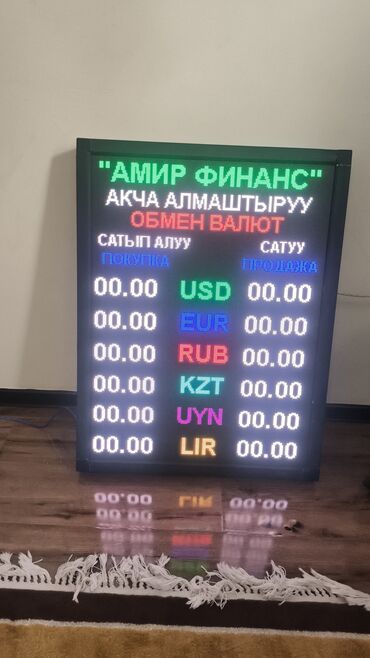 "АМИР ФИНАНС"
АКЧА АЛМАШТЫРУУ
ОБМЕН ВАЛЮТ
САТЫП АЛУУ САТУУ
ПОКУПКА ПРОДАЖА
00.00 USD 00.00
00.00 EUR 00.00
00.00 RUB 00.00
00.00 KZT 00.00
00.00 UYN 00.00
00.00 LIR 00.00